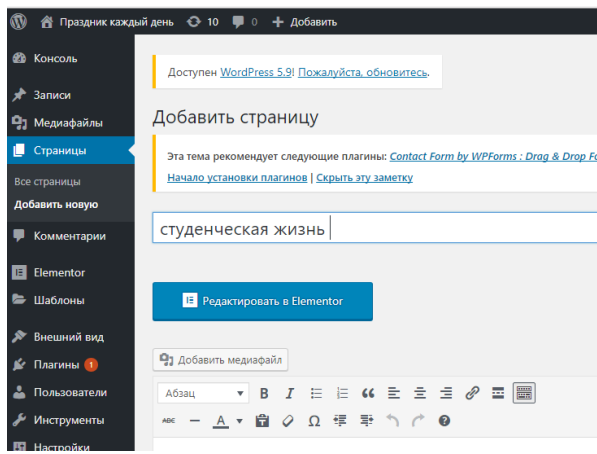 Праздник каждый день 10 0 + Добавить
Консоль
Доступен WordPress 5.9! Пожалуйста, обновитесь.
Записи
Медиафайлы
Добавить страницу
Страницы
Эта тема рекомендует следующие плагины: Contact Form by WPForms : Drag & Drop
Все страницы
Начало установки плагинов | Скрыть эту заметку
Добавить новую
студенческая жизнь
Комментарии
Elementor
Редактировать в Elementor
Шаблоны
Внешний вид
Плагины 1
Добавить медиафайл
Пользователи
Абзац B I
Инструменты
ABC A Ω
Настройки